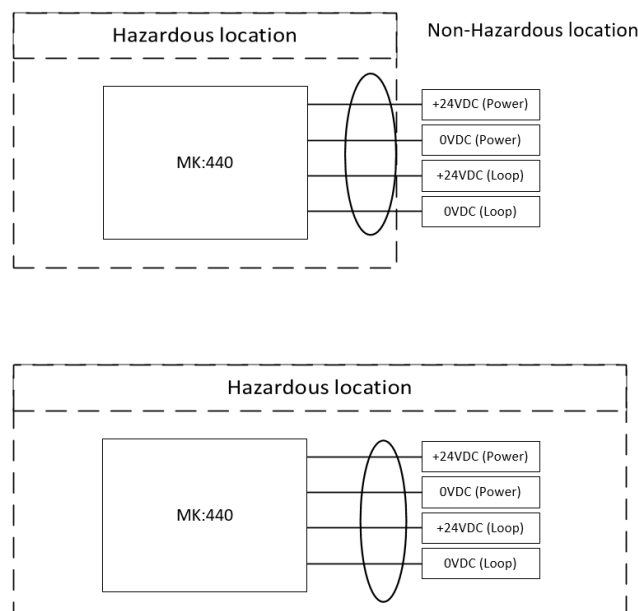 Hazardous location
Non-Hazardous location
MK:440
+24VDC (Power)
0VDC (Power)
+24VDC (Loop)
0VDC (Loop)
Hazardous location
MK:440
+24VDC (Power)
0VDC (Power)
+24VDC (Loop)
0VDC (Loop)